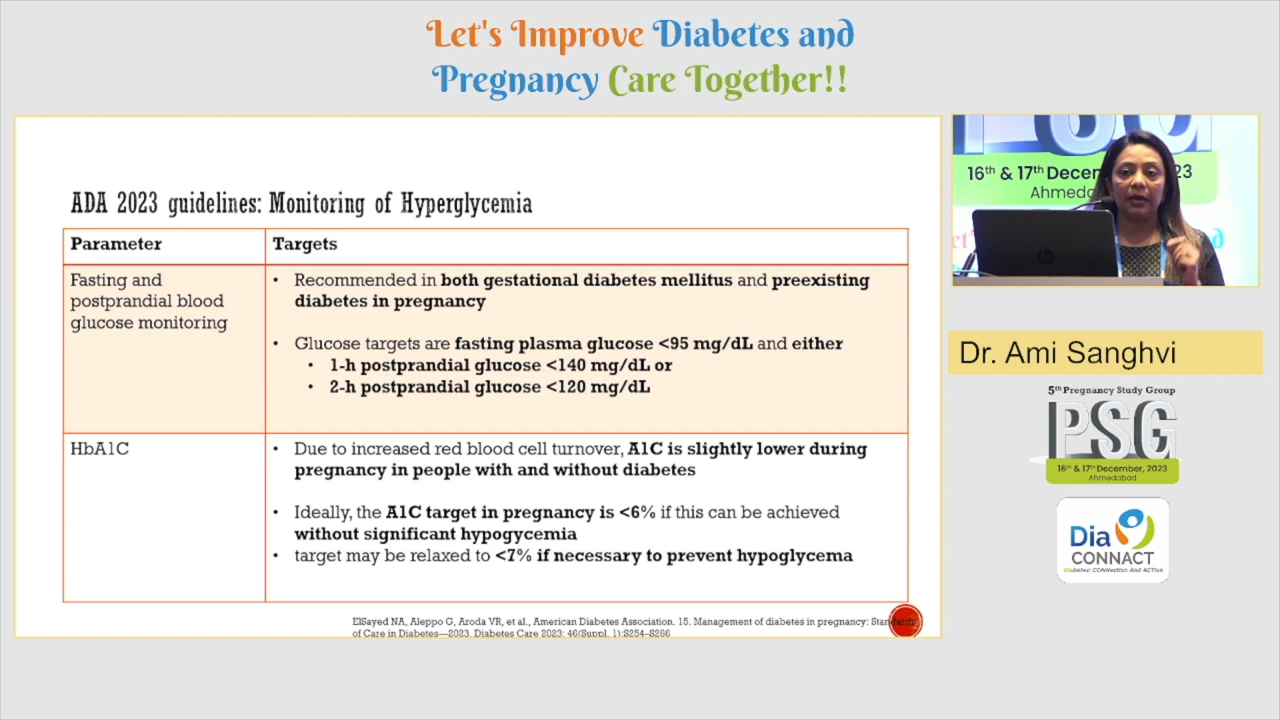 Let's Improve Diabetes and
Pregnancy Care Together!!
ADA 2023 guidelines: Monitoring of Hyperglycemia
Parameter
Targets
Fasting and
postprandial blood
glucose monitoring
• Recommended in both gestational diabetes mellitus and preexisting
diabetes in pregnancy
• Glucose targets are fasting plasma glucose <95 mg/dL and either
• 1-h postprandial glucose <140 mg/dL or
• 2-h postprandial glucose <120 mg/dL
HbA1C
• Due to increased red blood cell turnover, A1C is slightly lower during
pregnancy in people with and without diabetes
• Ideally, the A1C target in pregnancy is <6% if this can be achieved
without significant hypogycemia
• target may be relaxed to <7% if necessary to prevent hypoglycema
ElSayed NA, Aleppo G, Aroda VR, et al., American Diabetes Association. 15. Management of diabetes in pregnancy: Standards
of Care in Diabetes—2023. Diabetes Care 2023; 46(Suppl. 1):S254–S266
16th & 17th Decem 23
Ahmeda
hp
Dr. Ami Sanghvi
5th Pregnancy Study Group
PSG
16th & 17th December, 2023
Ahmedabad
Dia
CONNACT
Diabetes: CONNection And ACTion